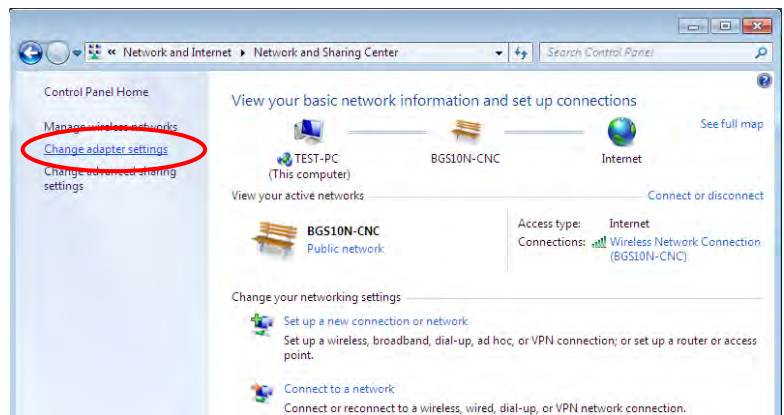 « Network and Internet ▸ Network and Sharing Center
Search Control Panel
Control Panel Home
Manage wireless networks
Change adapter settings
Change advanced sharing
settings
View your basic network information and set up connections
See full map
TEST-PC
(This computer)
BGS10N-CNC
Internet
View your active networks
Connect or disconnect
BGS10N-CNC
Public network
Access type: Internet
Connections: Wireless Network Connection
(BGS10N-CNC)
Change your networking settings
Set up a new connection or network
Set up a wireless, broadband, dial-up, ad hoc, or VPN connection; or set up a router or access
point.
Connect to a network
Connect or reconnect to a wireless, wired, dial-up, or VPN network connection.